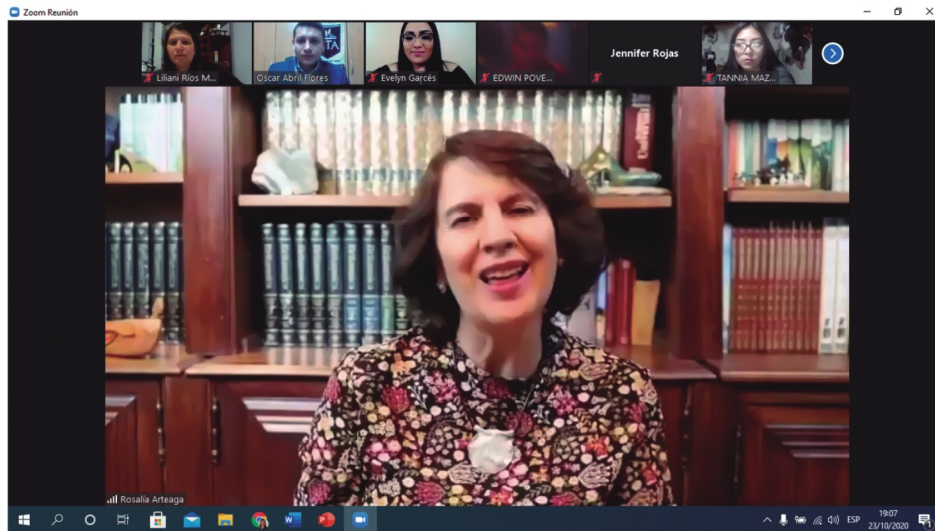 Zoom Reunión
Liliani Ríos M...
Oscar Abril Flores
Evelyn Garcés
EDWIN POVE...
Jennifer Rojas
TANNIA MAZ...
Rosalía Arteaga
ESP
19:07
23/10/2020